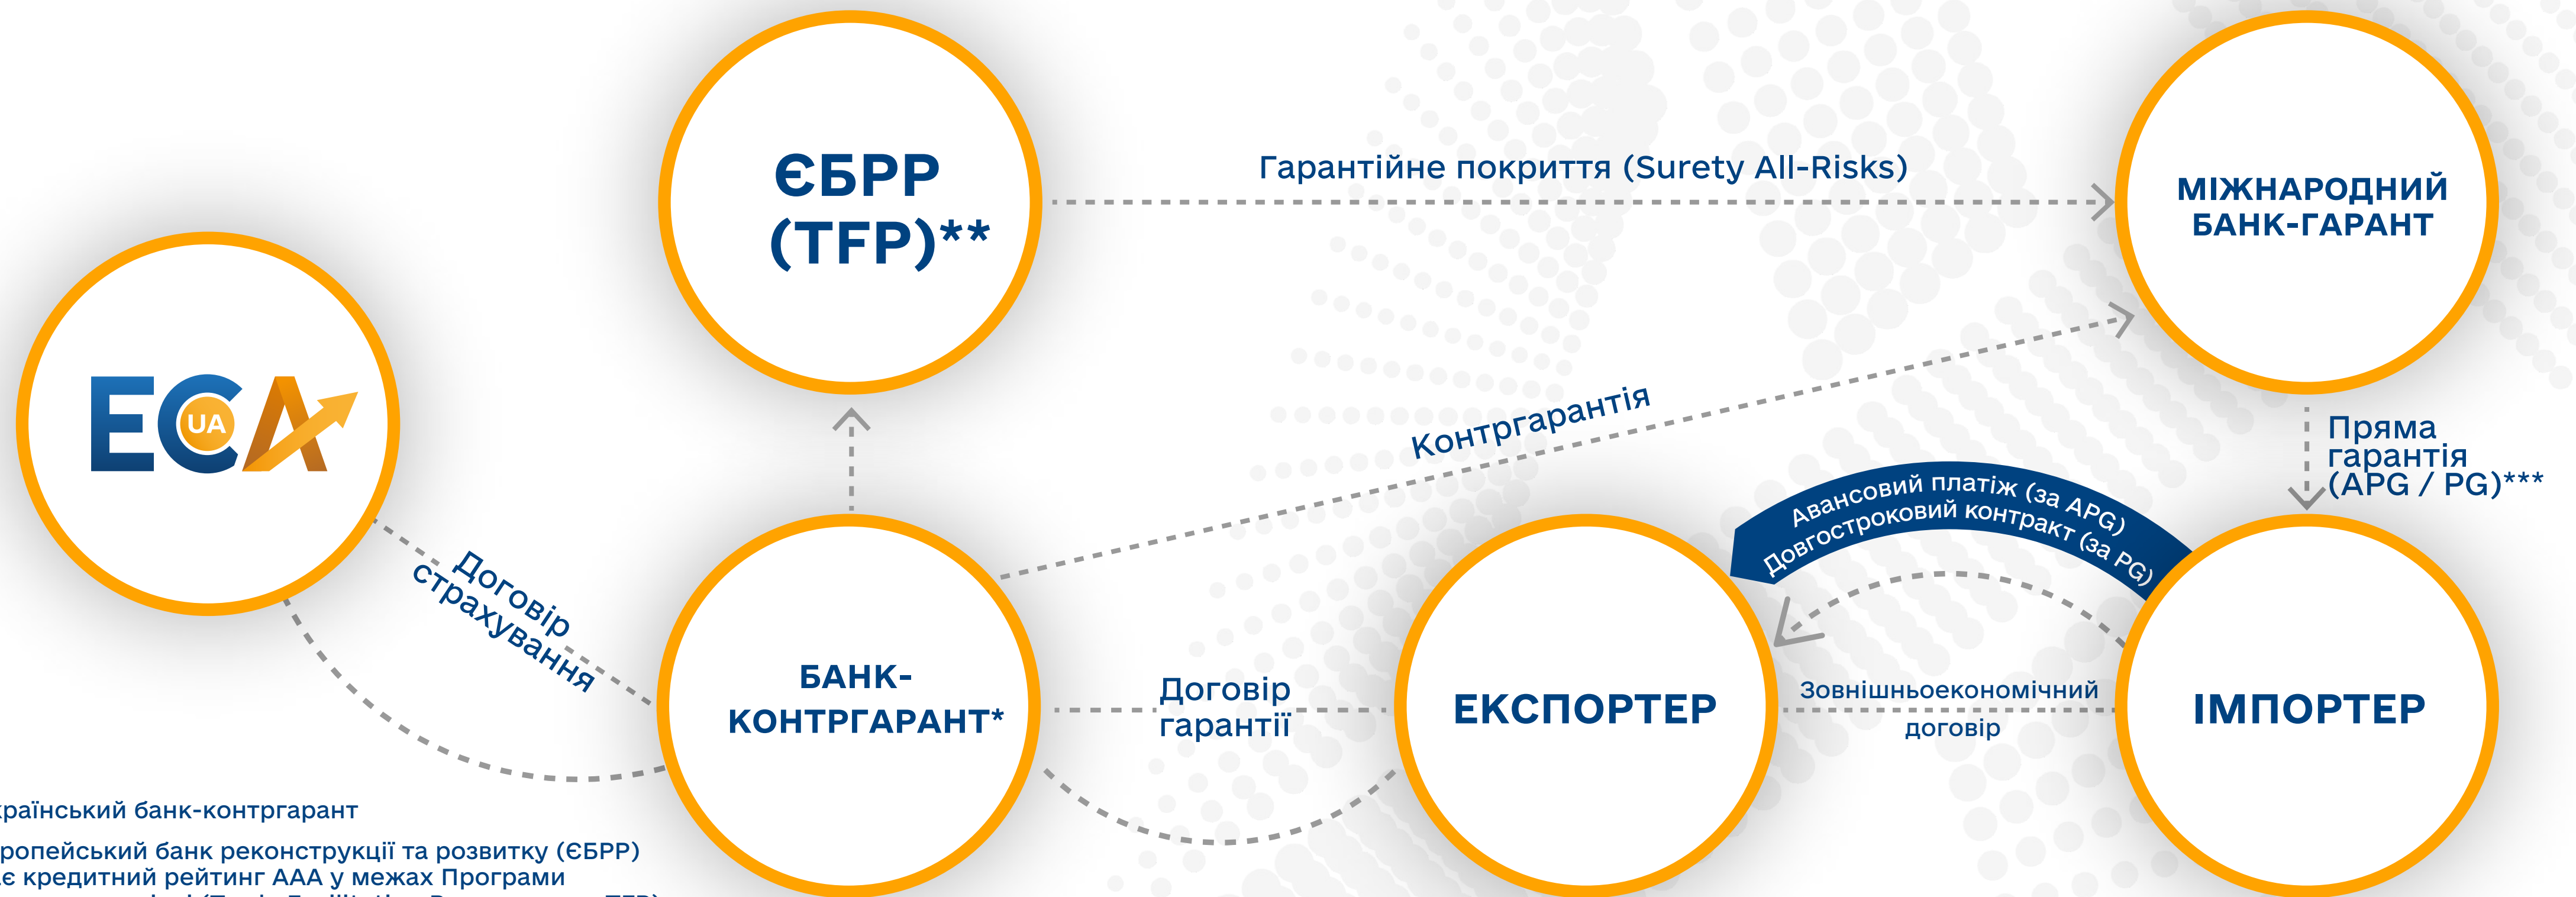 ЄБРР
(TFP)**
Гарантійне покриття (Surety All-Risks)
МІЖНАРОДНИЙ
БАНК-ГАРАНТ
ECA
UA
Контргарантія
Пряма
гарантія
(APG / PG)***
Авансовий платіж (за APG)
Довгостроковий контракт (за PG)
Договір
страхування
БАНК-
КОНТРГАРАНТ*
Договір
гарантії
ЕКСПОРТЕР
Зовнішньоекономічний
договір
ІМПОРТЕР
країнський банк-контргарант
ропейський банк реконструкції та розвитку (ЄБРР)
є кредитний рейтинг ААА у межах Програми